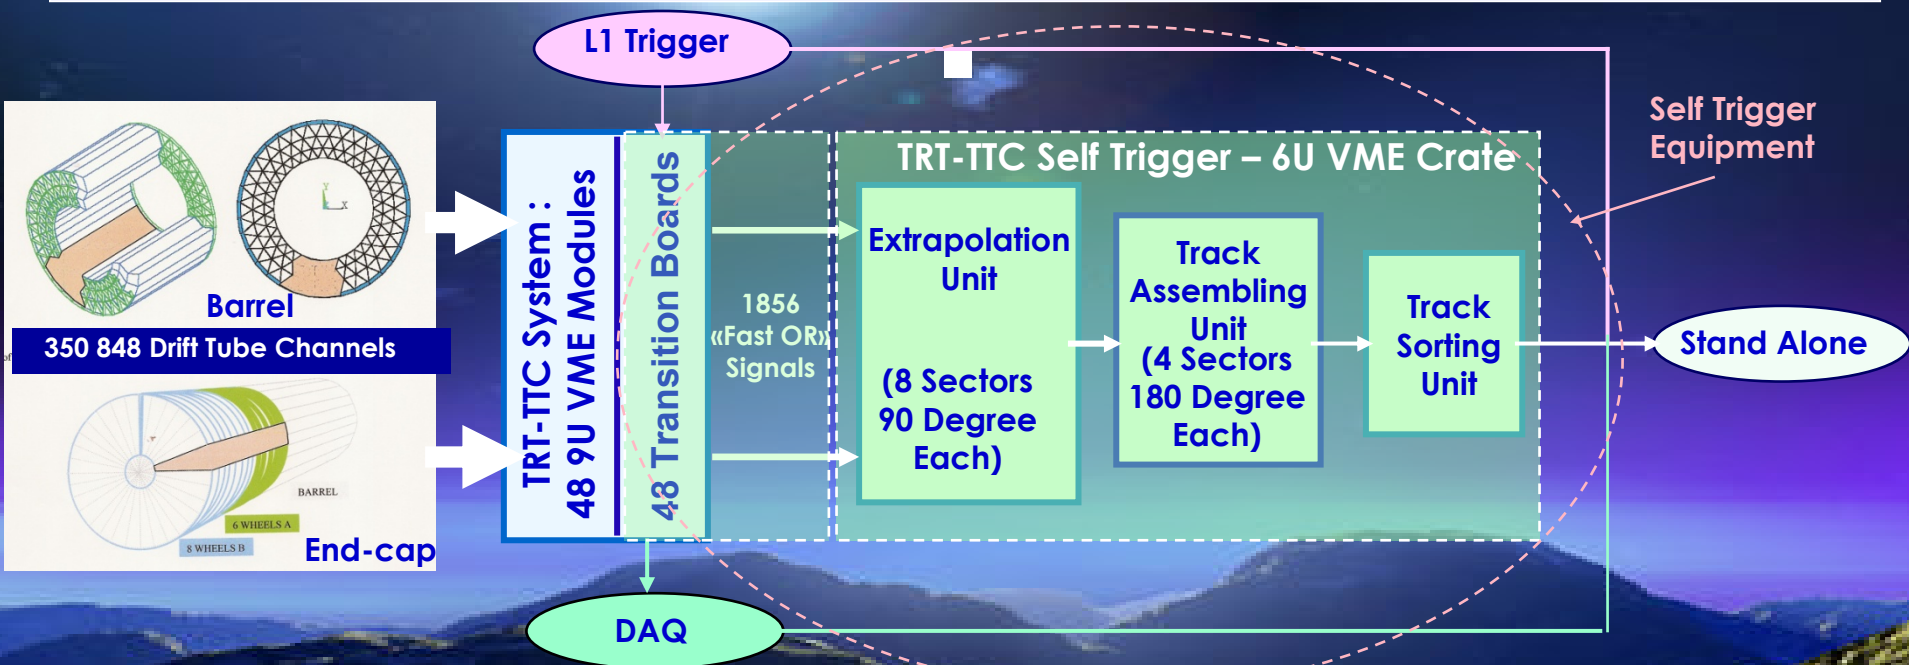 L1 Trigger
Self Trigger
Equipment
TRT-TTC Self Trigger – 6U VME Crate
Barrel
350 848 Drift Tube Channels
of
Y
X
BARREL
6 WHEELS A
8 WHEELS B
End-cap
TRT-TTC System :
48 9U VME Modules
48 Transition Boards
1856
«Fast OR»
Signals
Extrapolation
Unit
(8 Sectors
90 Degree
Each)
Track
Assembling
Unit
(4 Sectors
180 Degree
Each)
Track
Sorting
Unit
Stand Alone
DAQ